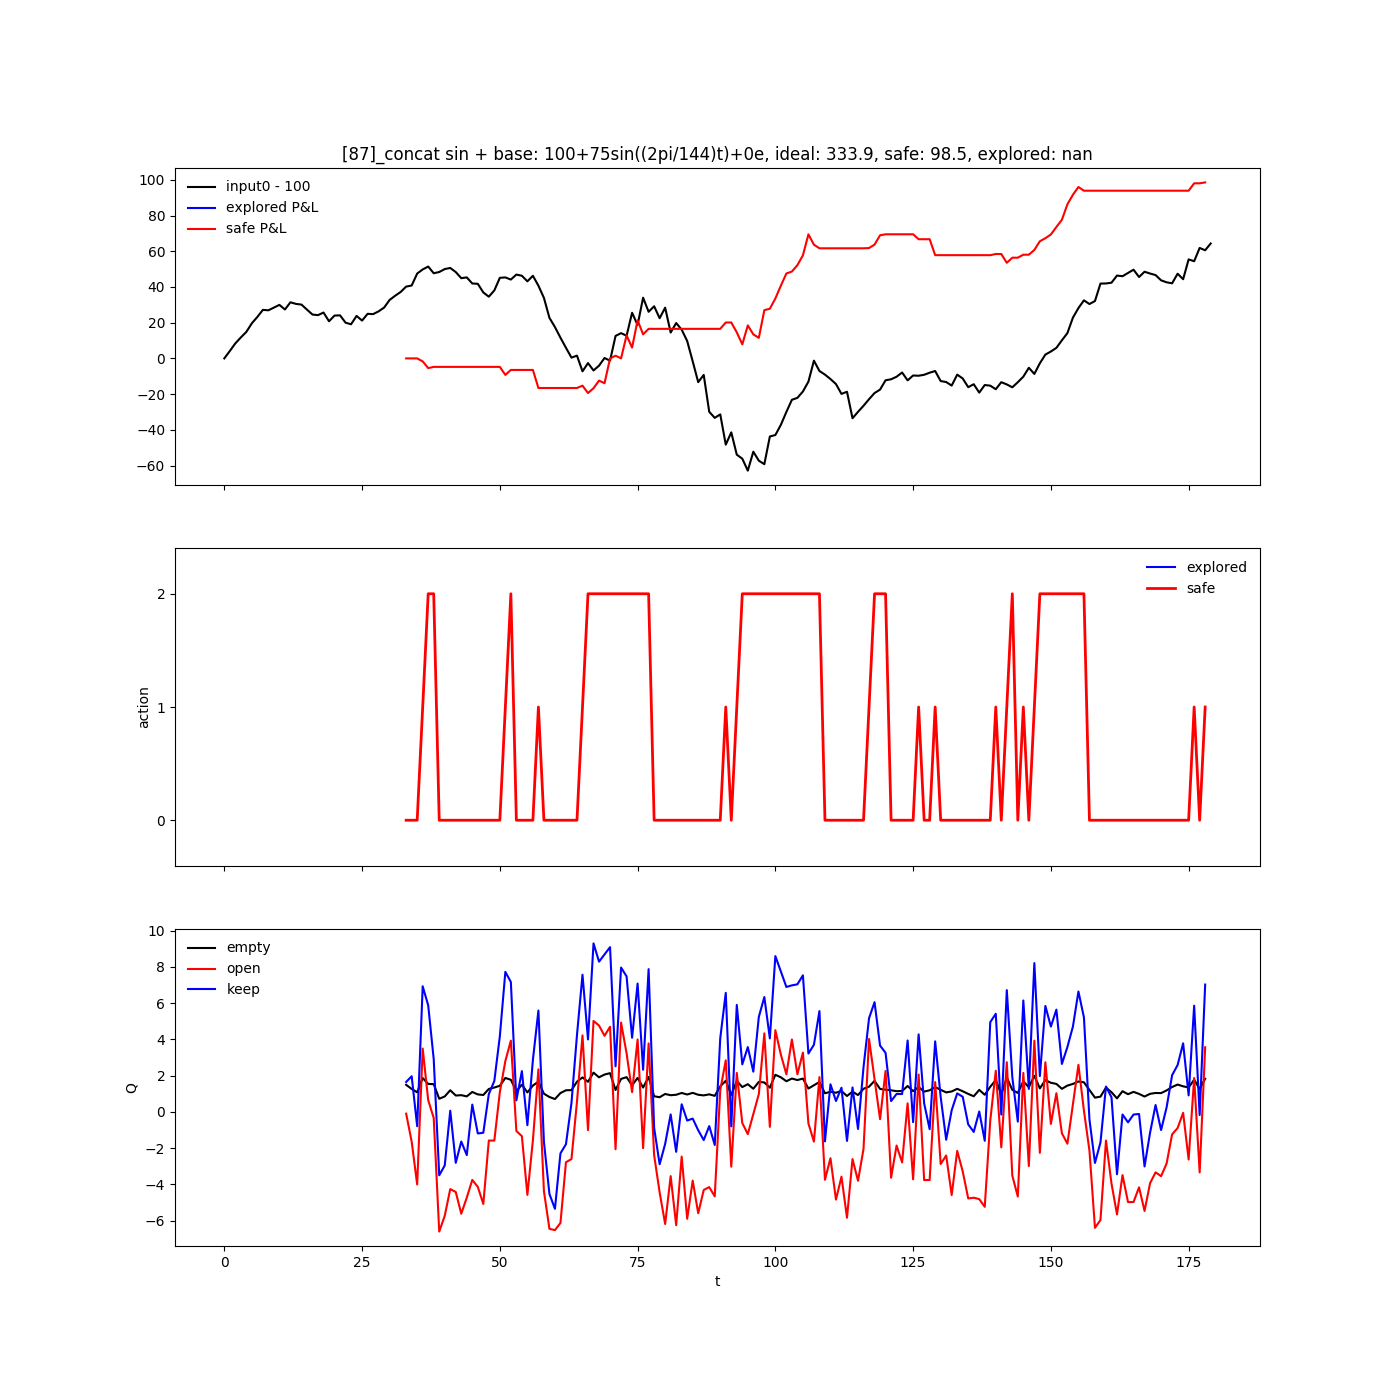 [87]_concat sin + base: 100+75sin((2pi/144)t)+0e, ideal: 333.9, safe: 98.5, explored: nan
100
80
60
40
20
0
−20
−40
−60
input0 - 100
explored P&L
safe P&L
2
1
0
action
explored
safe
10
8
6
4
2
0
−2
−4
−6
Q
empty
open
keep
0 25 50 75 100 125 150 175
t